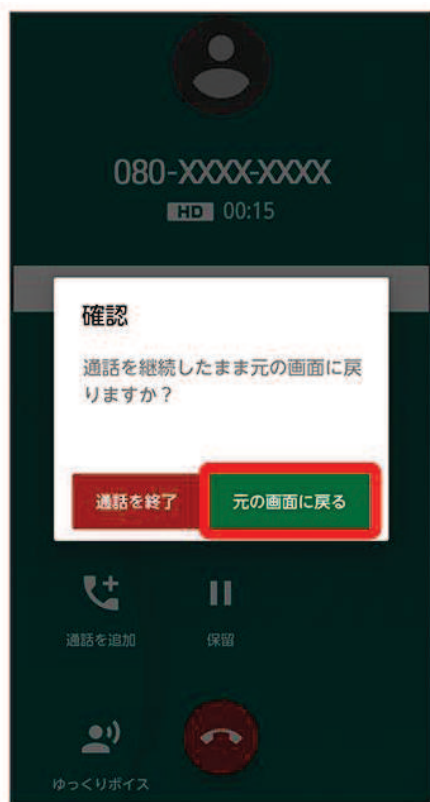 080-XXXX-XXXX
HD 00:15
確認
通話を継続したまま元の画面に戻
りますか？
通話を終了 元の画面に戻る
通話を追加 保留
ゆっくりボイス